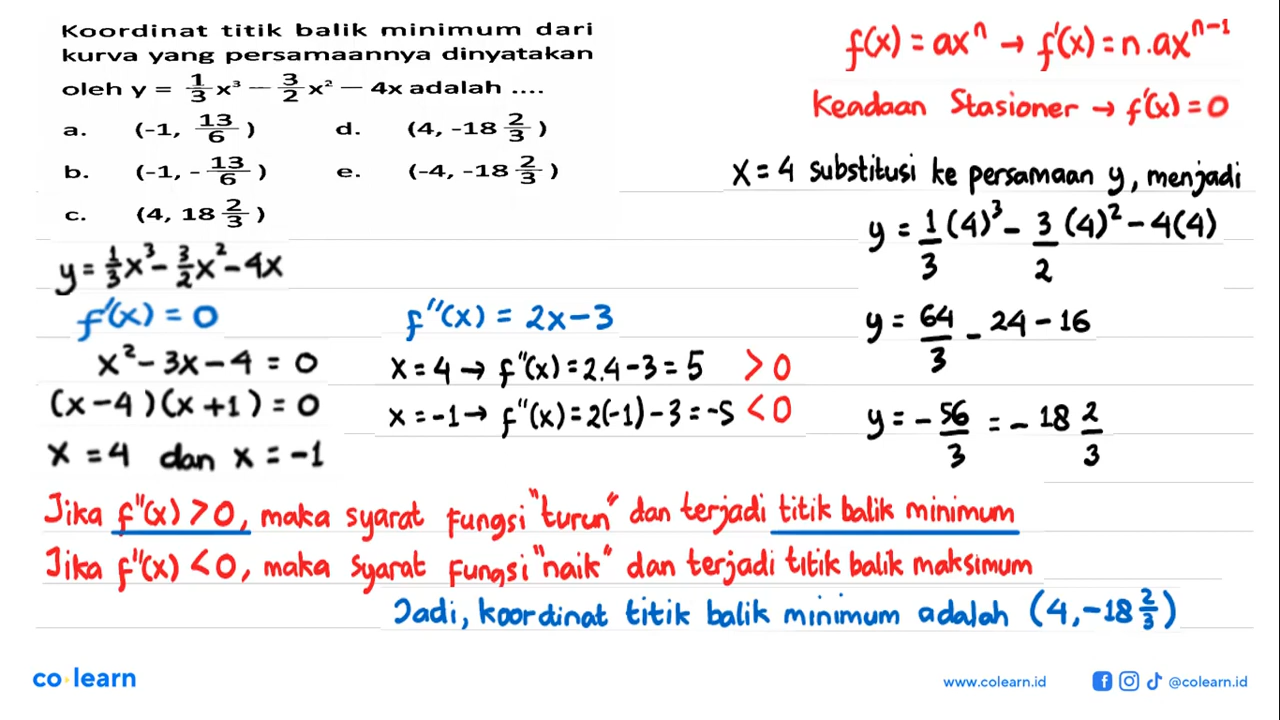 Koordinat titik balik minimum dari
kurva yang persamaannya dinyatakan
oleh y = 1/3 x³ − 3/2 x² − 4x adalah ....
a. (-1, 13/6) d. (4, -18 2/3)
b. (-1, -13/6) e. (-4, -18 2/3)
c. (4, 18 2/3)
y = 1/3 x³ - 3/2 x² - 4x
f'(x) = 0
x² - 3x - 4 = 0
(x - 4)(x + 1) = 0
x = 4 dan x = -1
f''(x) = 2x - 3
x = 4 → f''(x) = 2.4 - 3 = 5 > 0
x = -1 → f''(x) = 2(-1) - 3 = -5 < 0
f(x) = axⁿ → f'(x) = n.axⁿ⁻¹
Keadaan Stasioner → f'(x) = 0
x = 4 substitusi ke persamaan y, menjadi
y = 1/3 (4)³ - 3/2 (4)² - 4(4)
y = 64/3 - 24 - 16
y = - 56/3 = - 18 2/3
Jika f''(x) > 0, maka syarat fungsi "turun" dan terjadi titik balik minimum
Jika f''(x) < 0, maka syarat fungsi "naik" dan terjadi titik balik maksimum
Jadi, koordinat titik balik minimum adalah (4, -18 2/3)
co learn
www.colearn.id @colearn.id